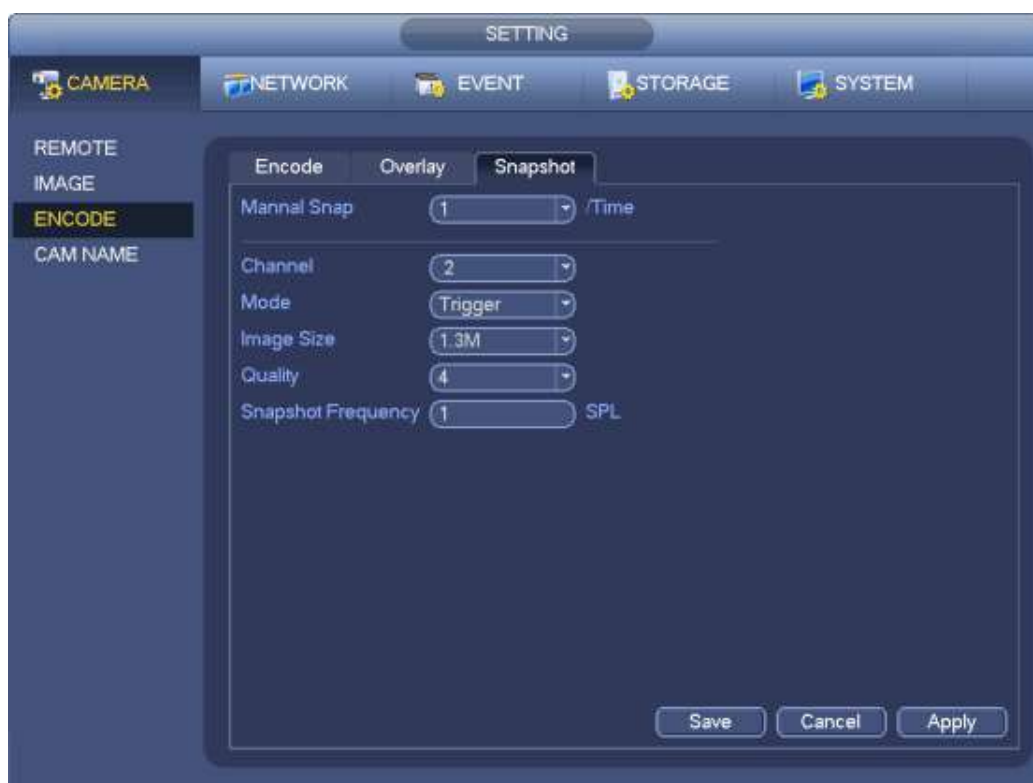 SETTING
CAMERA NETWORK EVENT STORAGE SYSTEM
REMOTE
IMAGE
ENCODE
CAM NAME
Encode Overlay Snapshot
Mannal Snap 1 /Time
Channel 2
Mode Trigger
Image Size 1.3M
Quality 4
Snapshot Frequency 1 SPL
Save Cancel Apply